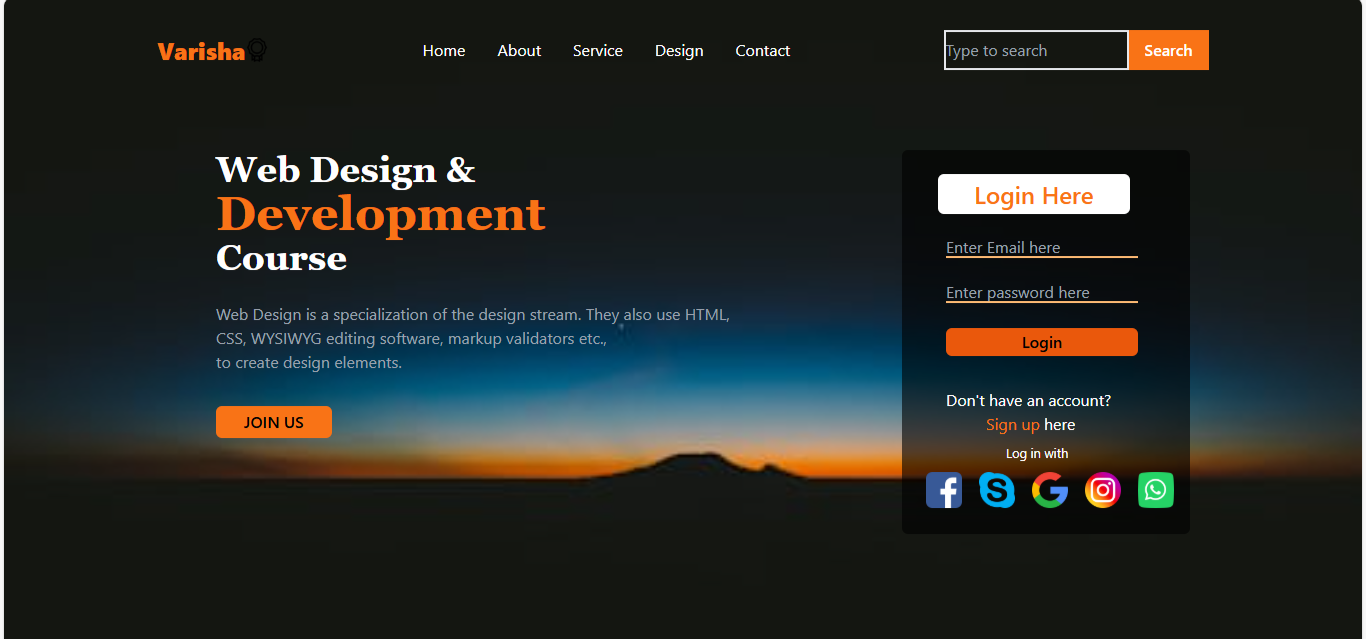 Varisha
Home About Service Design Contact
Type to search Search
Web Design &
Development
Course
Web Design is a specialization of the design stream. They also use HTML,
CSS, WYSIWYG editing software, markup validators etc.,
to create design elements.
JOIN US
Login Here
Enter Email here
Enter password here
Login
Don't have an account?
Sign up here
Log in with